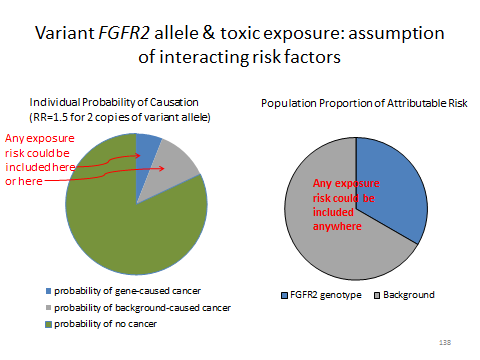 Variant FGFR2 allele & toxic exposure: assumption
of interacting risk factors
Individual Probability of Causation
(RR=1.5 for 2 copies of variant allele)
Any exposure
risk could be
included here
or here
probability of gene-caused cancer
probability of background-caused cancer
probability of no cancer
Population Proportion of Attributable Risk
Any exposure
risk could be
included
anywhere
FGFR2 genotype
Background
138